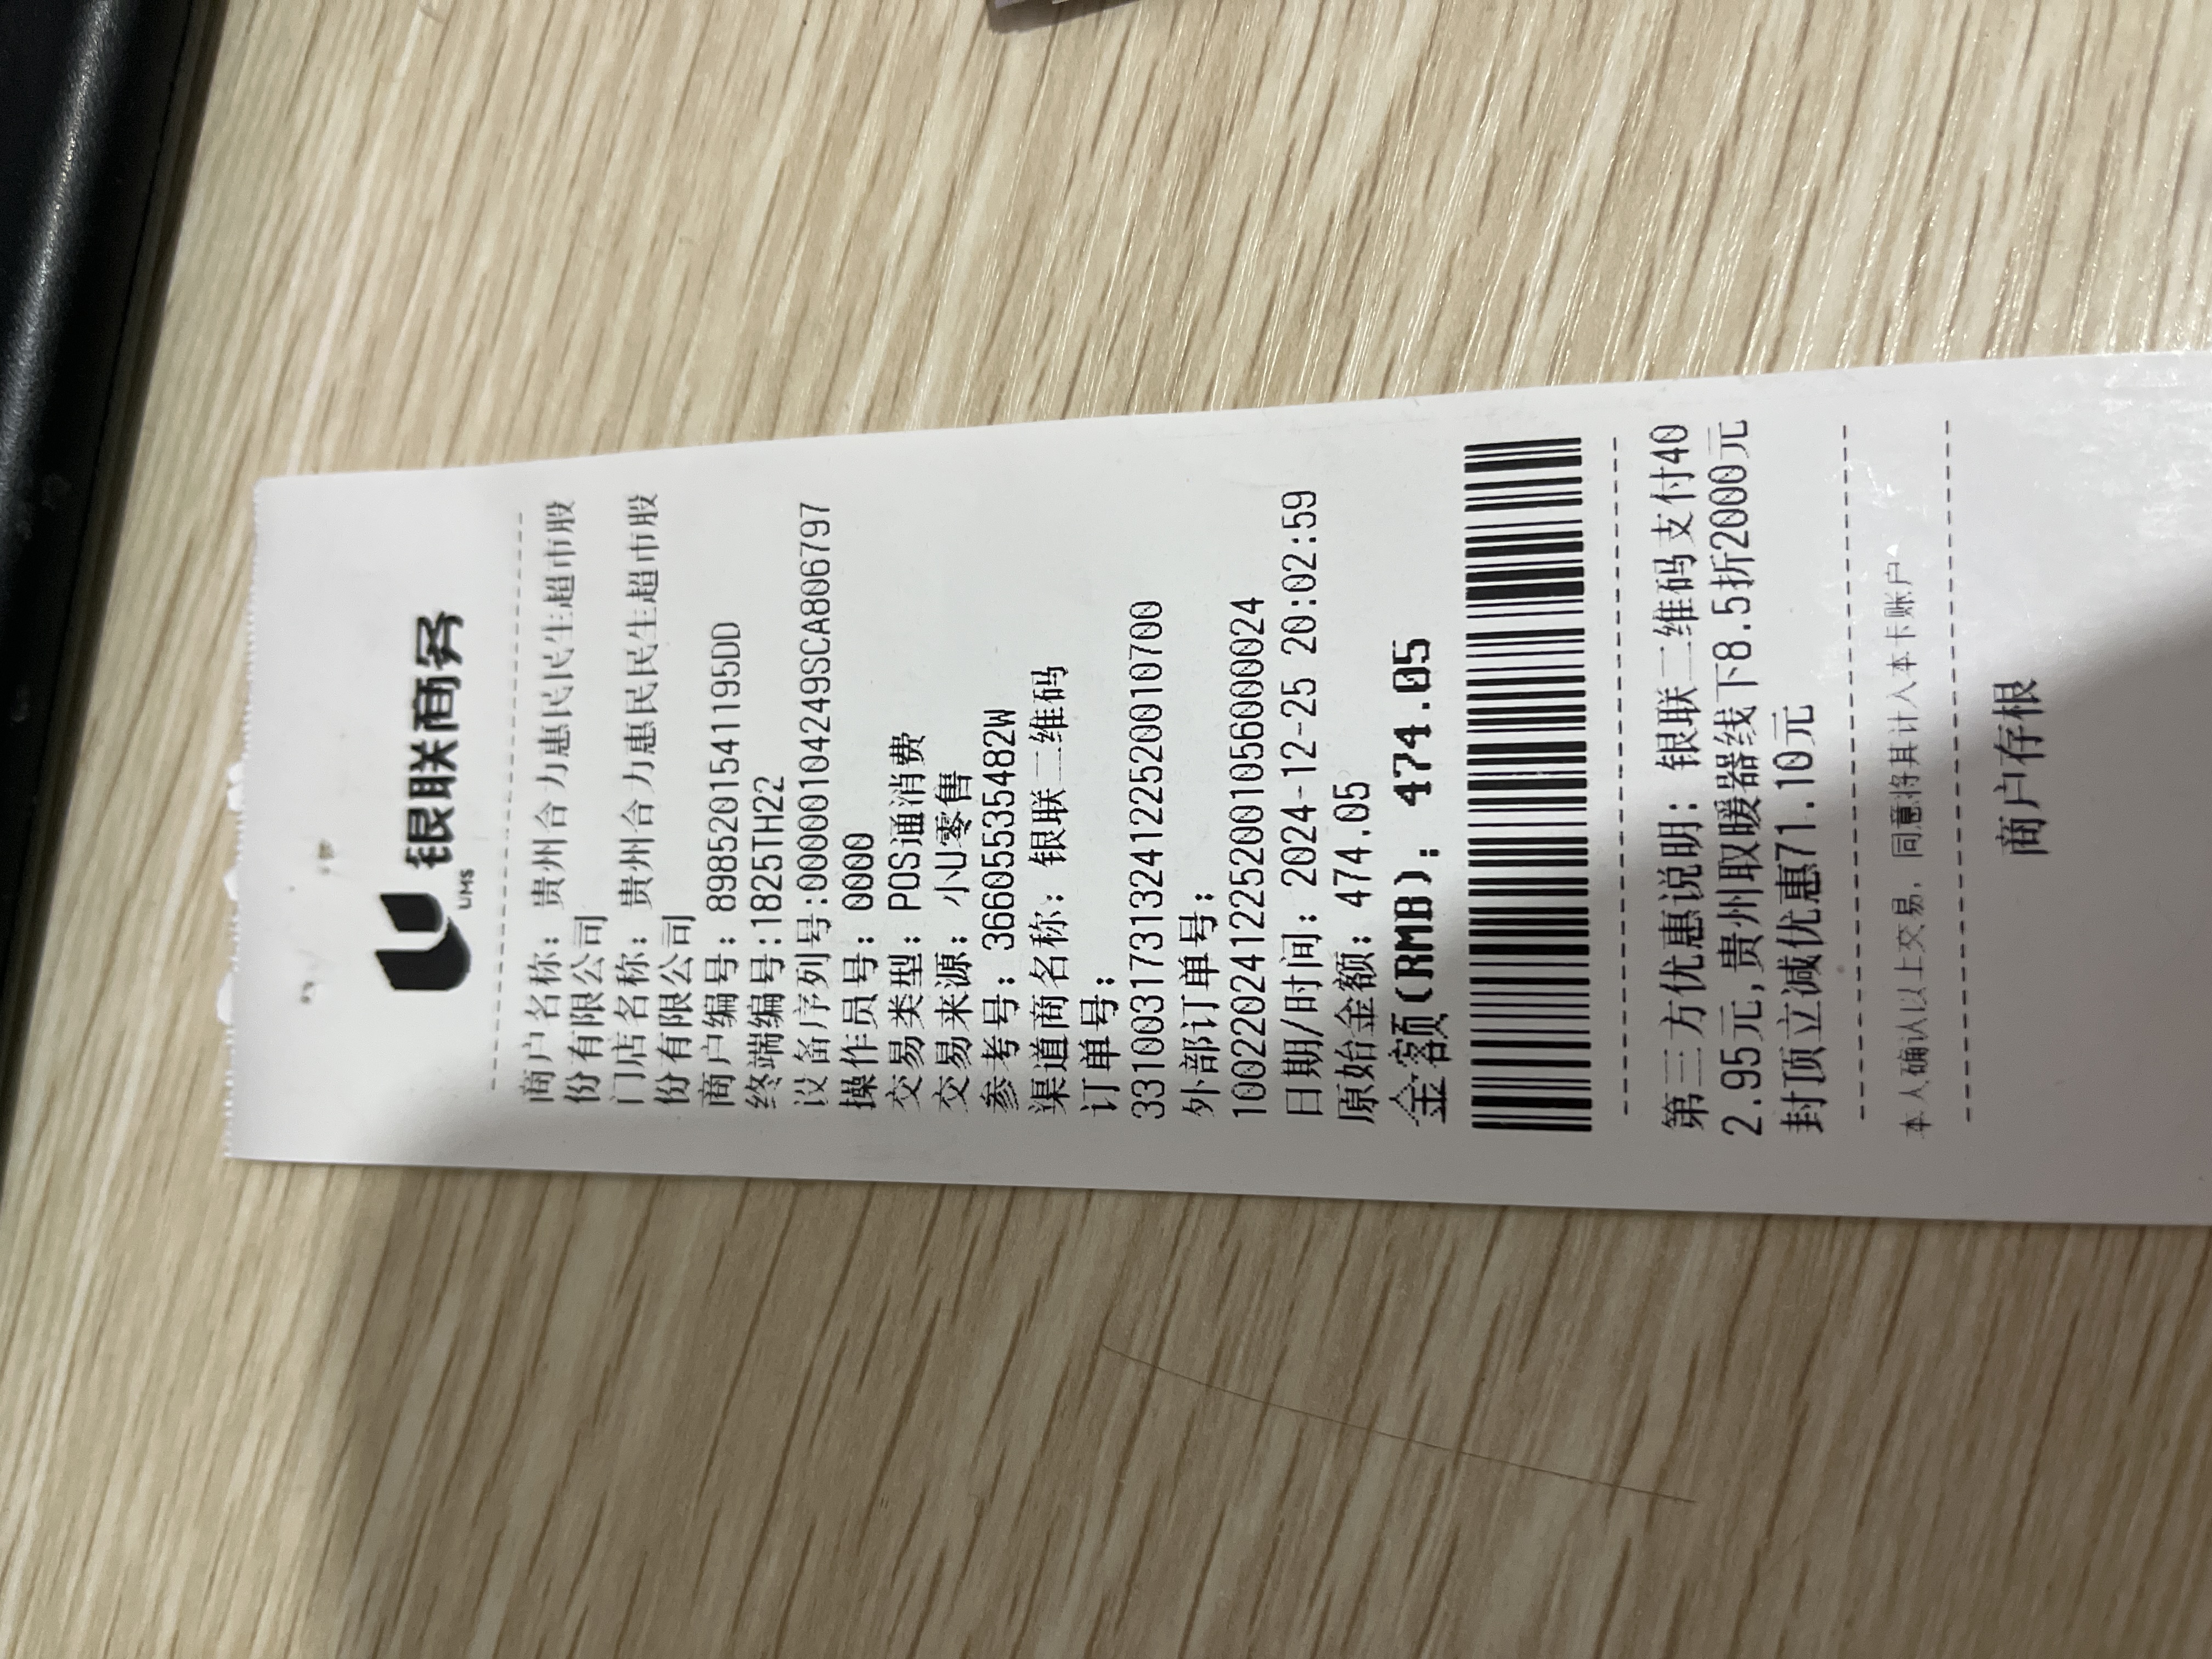 银联商务
UMS
商户名称：贵州合力惠民民生超市股
份有限公司
门店名称：贵州合力惠民民生超市股
份有限公司
商户编号：89852015411195DD
终端编号:1825TH22
设备序列号:00000104249SCA806797
操作员号：0000
交易类型：POS通消费
交易来源：小U零售
参考号：36605535482W
渠道商名称：银联二维码
订单号：
33100317313241225200107​00
外部订单号：
10022024122520010560000024
日期/时间：2024-12-25 20:02:59
原始金额：474.05
金额(RMB)：474.05
第三方优惠说明：银联二维码支付40
2.95元,贵州取暖器线下8.5折2000元
封顶立减优惠71.10元
本人确认以上交易，同意将其计入本卡账户
商户存根